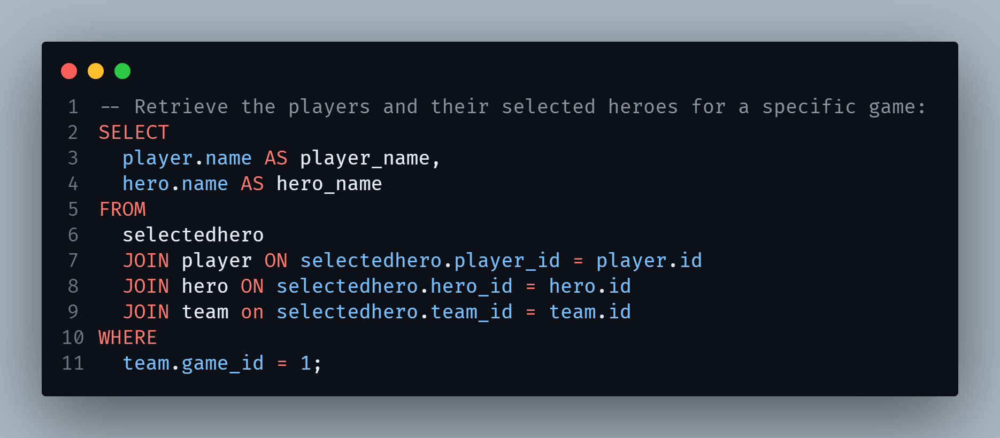 1 -- Retrieve the players and their selected heroes for a specific game:
2 SELECT
3   player.name AS player_name,
4   hero.name AS hero_name
5 FROM
6   selectedhero
7   JOIN player ON selectedhero.player_id = player.id
8   JOIN hero ON selectedhero.hero_id = hero.id
9   JOIN team on selectedhero.team_id = team.id
10 WHERE
11   team.game_id = 1;